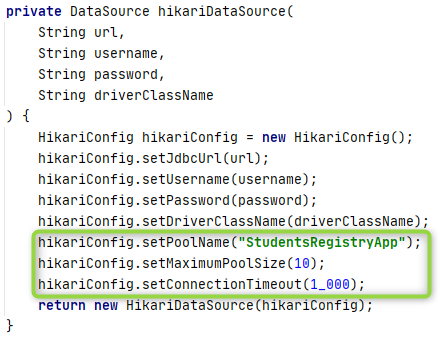 private DataSource hikariDataSource(
    String url,
    String username,
    String password,
    String driverClassName
) {
    HikariConfig hikariConfig = new HikariConfig();
    hikariConfig.setJdbcUrl(url);
    hikariConfig.setUsername(username);
    hikariConfig.setPassword(password);
    hikariConfig.setDriverClassName(driverClassName);
    hikariConfig.setPoolName("StudentsRegistryApp");
    hikariConfig.setMaximumPoolSize(10);
    hikariConfig.setConnectionTimeout(1_000);
    return new HikariDataSource(hikariConfig);
}